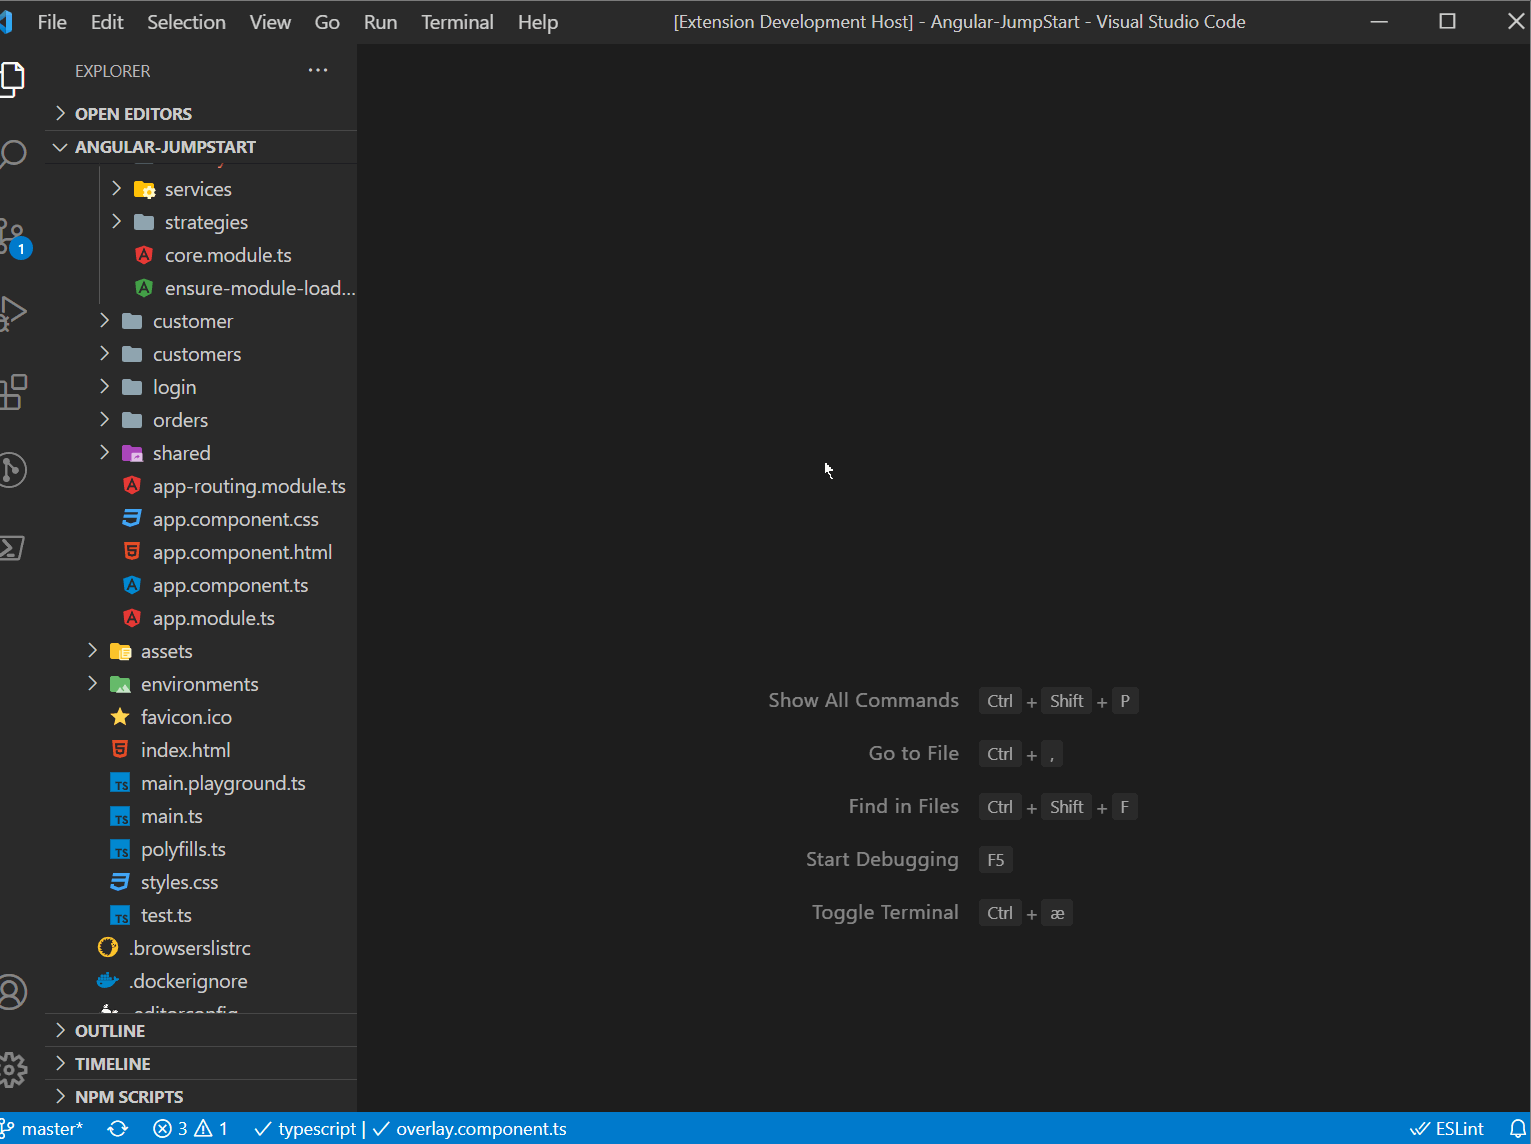 File Edit Selection View Go Run Terminal Help [Extension Development Host] - Angular-JumpStart - Visual Studio Code
EXPLORER
OPEN EDITORS
ANGULAR-JUMPSTART
services
strategies
core.module.ts
ensure-module-load...
customer
customers
login
orders
shared
app-routing.module.ts
app.component.css
app.component.html
app.component.ts
app.module.ts
assets
environments
favicon.ico
index.html
main.playground.ts
main.ts
polyfills.ts
styles.css
test.ts
.browserslistrc
.dockerignore
.editorconfig
OUTLINE
TIMELINE
NPM SCRIPTS
1
Show All Commands Ctrl + Shift + P
Go to File Ctrl + ,
Find in Files Ctrl + Shift + F
Start Debugging F5
Toggle Terminal Ctrl + æ
master* 3 1 typescript | overlay.component.ts ESLint